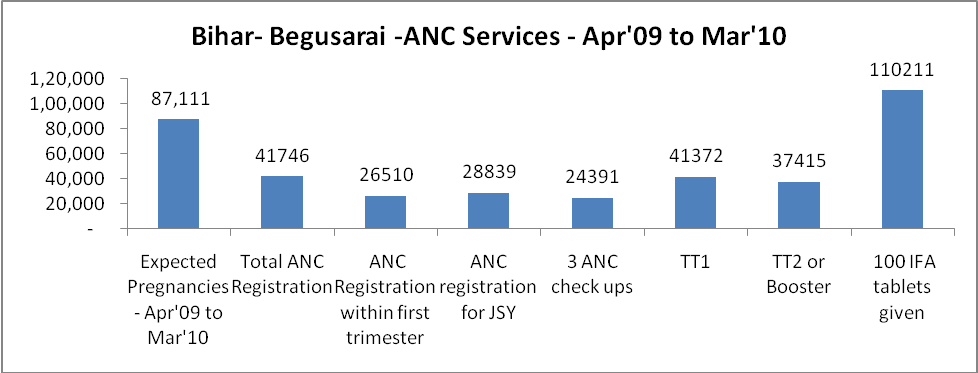 Bihar- Begusarai -ANC Services - Apr'09 to Mar'10
1,20,000
1,00,000
80,000
60,000
40,000
20,000
-
87,111
41746
26510
28839
24391
41372
37415
110211
Expected
Pregnancies
- Apr'09 to
Mar'10
Total ANC
Registration
ANC
Registration
within first
trimester
ANC
registration
for JSY
3 ANC
check ups
TT1
TT2 or
Booster
100 IFA
tablets
given